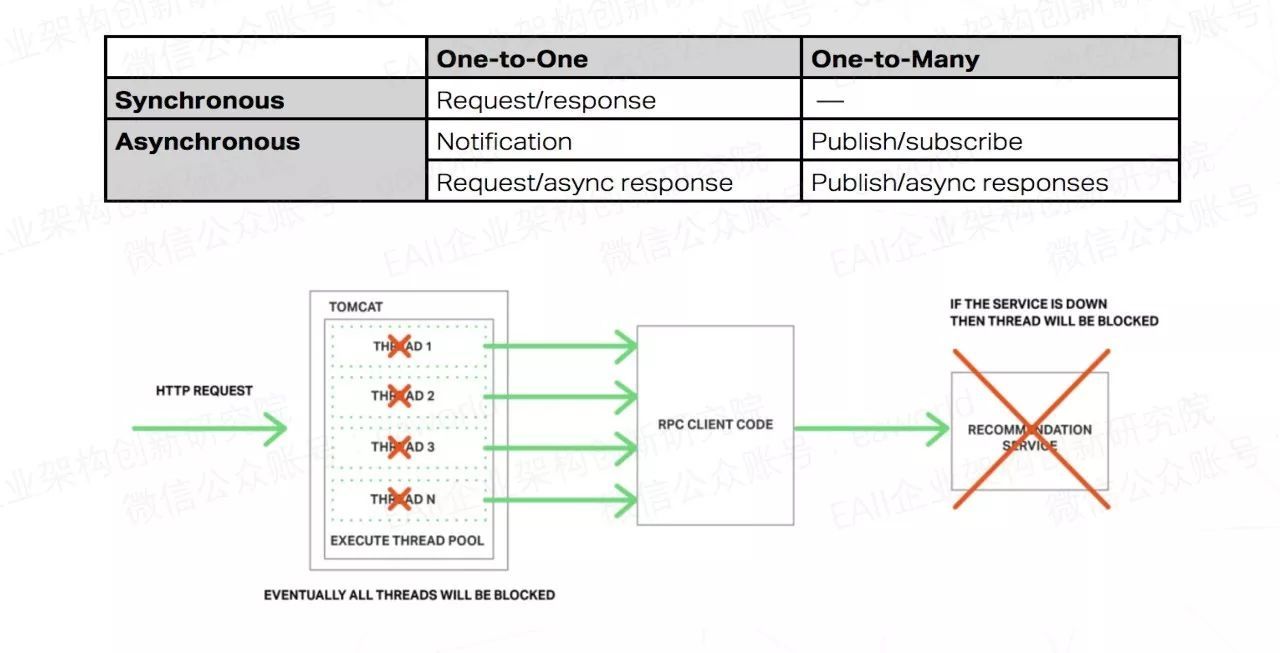 One-to-One One-to-Many
Synchronous Request/response —
Asynchronous Notification Publish/subscribe
Request/async response Publish/async responses
IF THE SERVICE IS DOWN
THEN THREAD WILL BE BLOCKED
TOMCAT
THREAD 1
THREAD 2
THREAD 3
THREAD N
EXECUTE THREAD POOL
HTTP REQUEST
RPC CLIENT CODE
RECOMMENDATION
SERVICE
EVENTUALLY ALL THREADS WILL BE BLOCKED
EAII企业架构创新研究院
微信公众账号